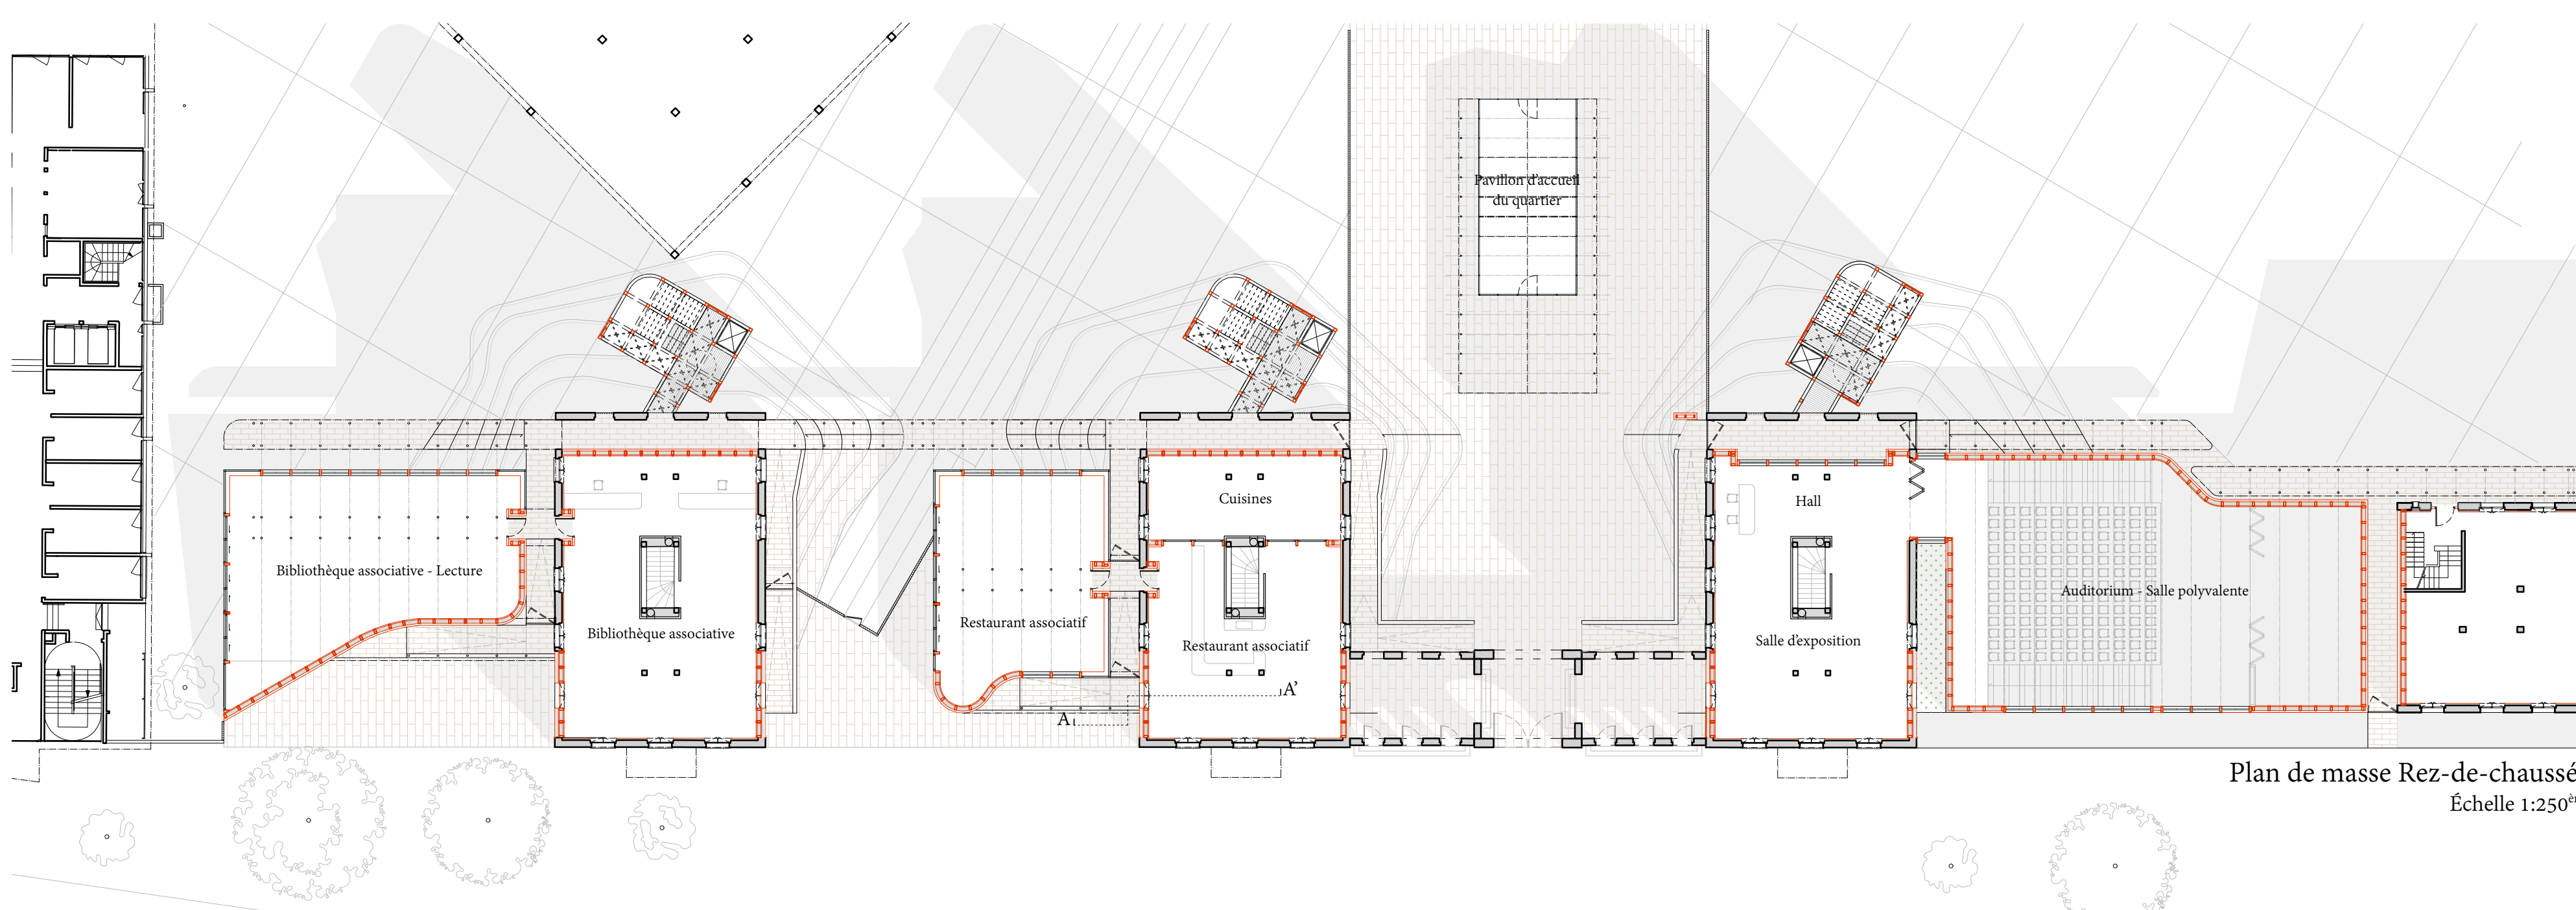 Pavillon d'accueil
du quartier
Cuisines
Hall
Bibliothèque associative - Lecture
Auditorium - Salle polyvalente
Restaurant associatif
Bibliothèque associative
Restaurant associatif
Salle d'exposition
A'
A
Plan de masse Rez-de-chaussé
Échelle 1:250